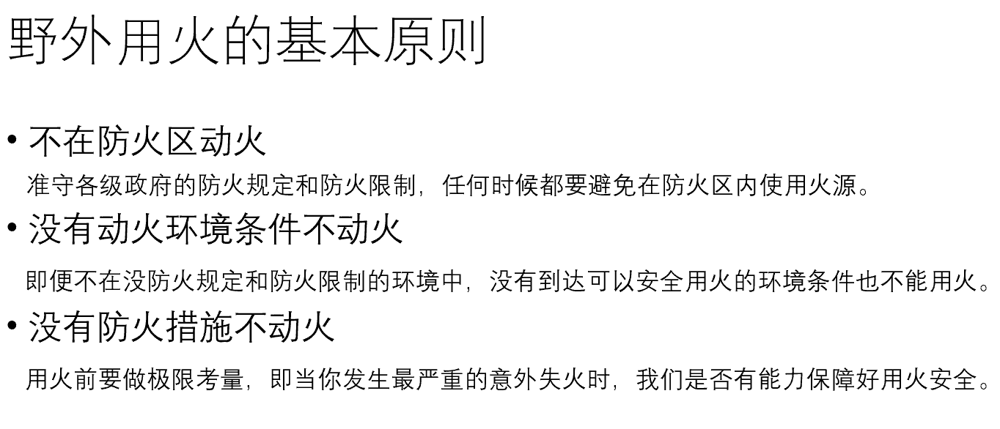 野外用火的基本原则
• 不在防火区动火
准守各级政府的防火规定和防火限制，任何时候都要避免在防火区内使用火源。
• 没有动火环境条件不动火
即便不在没防火规定和防火限制的环境中，没有到达可以安全用火的环境条件也不能用火。
• 没有防火措施不动火
用火前要做极限考量，即当你发生最严重的意外失火时，我们是否有能力保障好用火安全。